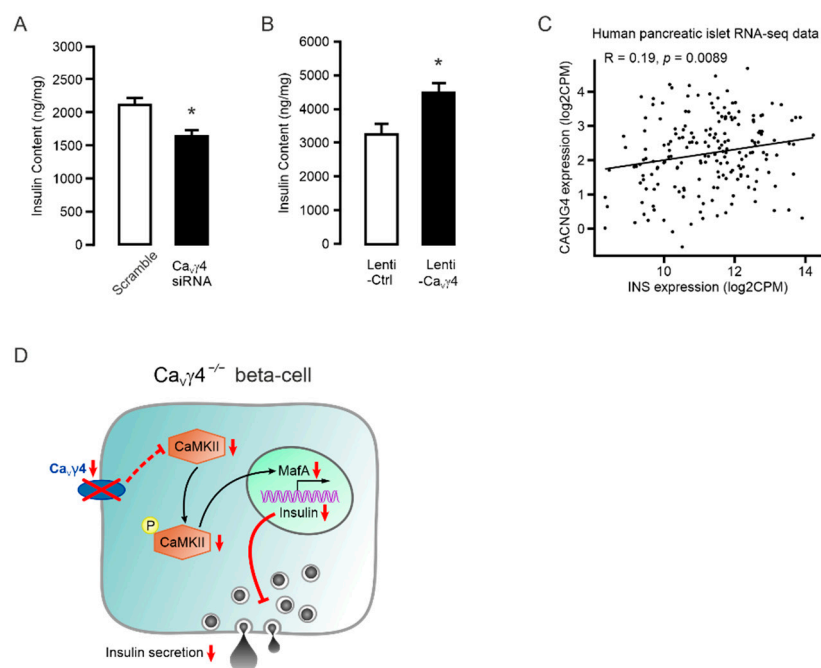 A
Insulin Content (ng/mg)
3000
2500
2000
1500
1000
500
0
*
Scramble
Caᵥγ4
siRNA
B
Insulin Content (ng/mg)
6000
5000
4000
3000
2000
1000
0
*
Lenti
-Ctrl
Lenti
-Caᵥγ4
C
Human pancreatic islet RNA-seq data
R = 0.19, p = 0.0089
CACNG4 expression (log2CPM)
4
3
2
1
0
10 12 14
INS expression (log2CPM)
D
Caᵥγ4⁻/⁻ beta-cell
Caᵥγ4
CaMKII
MafA
Insulin
P
CaMKII
Insulin secretion